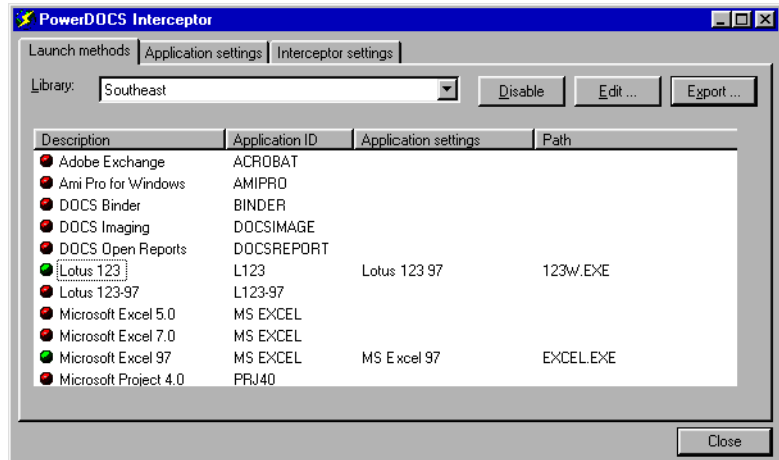 PowerDOCS Interceptor
Launch methods Application settings Interceptor settings
Library: Southeast Disable Edit ... Export ...
Description Application ID Application settings Path
Adobe Exchange ACROBAT
Ami Pro for Windows AMIPRO
DOCS Binder BINDER
DOCS Imaging DOCSIMAGE
DOCS Open Reports DOCSREPORT
Lotus 123 L123 Lotus 123 97 123W.EXE
Lotus 123-97 L123-97
Microsoft Excel 5.0 MS EXCEL
Microsoft Excel 7.0 MS EXCEL
Microsoft Excel 97 MS EXCEL MS Excel 97 EXCEL.EXE
Microsoft Project 4.0 PRJ40
Close